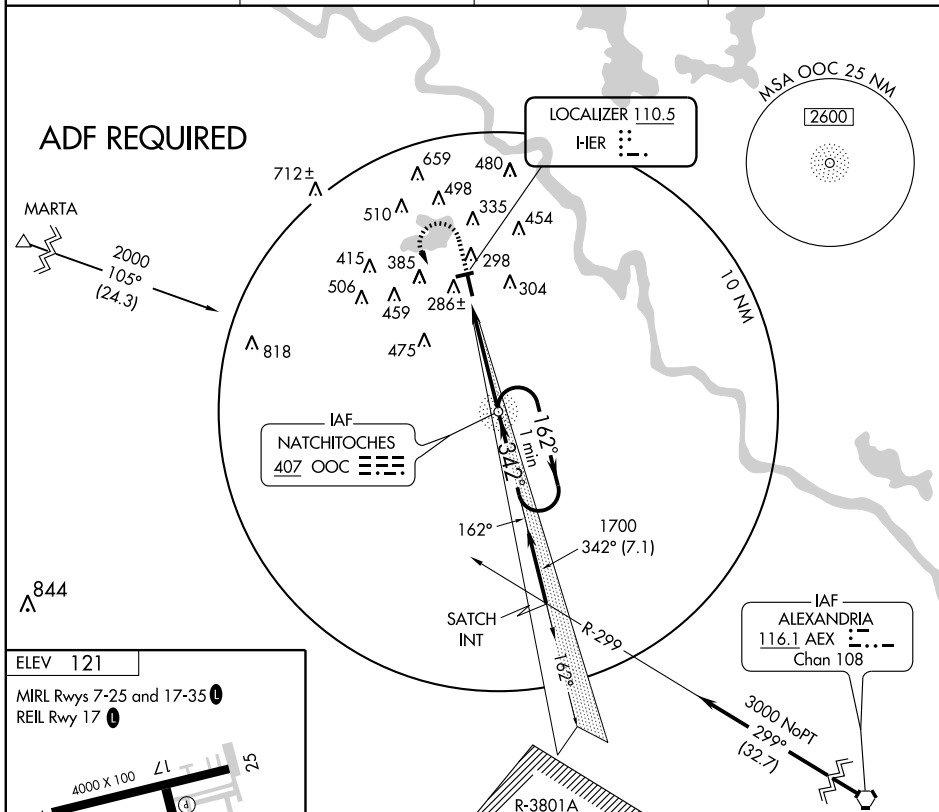 ADF REQUIRED
LOCALIZER 110.5
I-IER
MSA OOC 25 NM
2600
MARTA
2000
105°
(24.3)
712±
659
480
498
510
335
454
415
385
298
506
459
286±
304
475
818
10 NM
IAF
NATCHITOCHES
407 OOC
162°
1 min
342°
162°
1700
342° (7.1)
SATCH
INT
R-299
162°
844
IAF
ALEXANDRIA
116.1 AEX
Chan 108
3000 NoPT
299°
(32.7)
ELEV 121
MIRL Rwys 7-25 and 17-35 L
REIL Rwy 17 L
4000 X 100
17
25
P
R-3801A